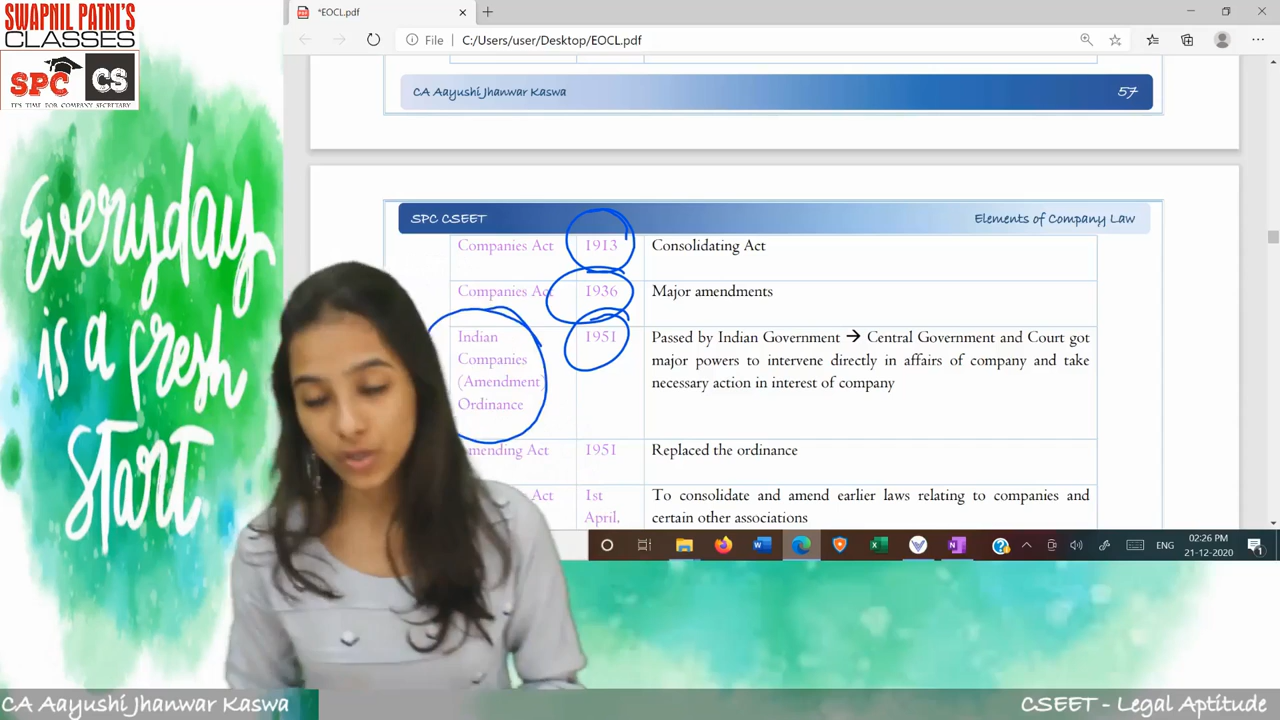 SWAPNIL PATNI'S
CLASSES
SPC CS
IT'S TIME FOR COMPANY SECRETARY
Everyday
is a fresh
start
*EOCL.pdf
File C:/Users/user/Desktop/EOCL.pdf
CA Aayushi Jhanwar Kaswa 57
SPC CSEET Elements of Company Law
Companies Act 1913 Consolidating Act
Companies Act 1936 Major amendments
Indian 1951 Passed by Indian Government → Central Government and Court got
Companies major powers to intervene directly in affairs of company and take
(Amendment) necessary action in interest of company
Ordinance
Amending Act 1951 Replaced the ordinance
Act 1st To consolidate and amend earlier laws relating to companies and
April, certain other associations
ENG 02:26 PM
21-12-2020
CA Aayushi Jhanwar Kaswa CSEET - Legal Aptitude